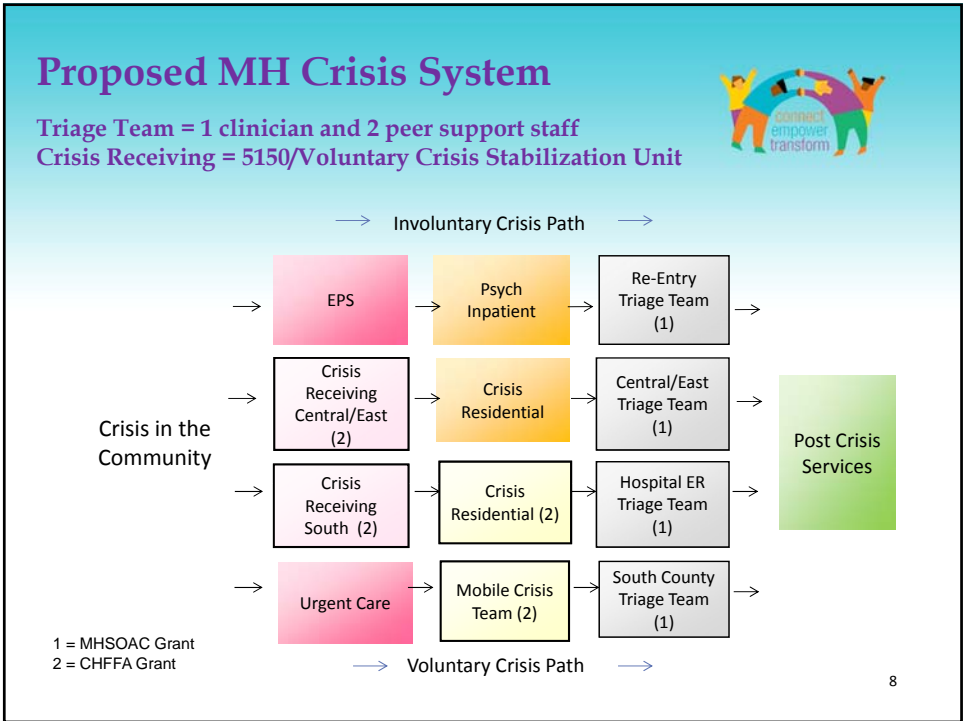 Proposed MH Crisis System
connect
empower
transform
Triage Team = 1 clinician and 2 peer support staff
Crisis Receiving = 5150/Voluntary Crisis Stabilization Unit
Involuntary Crisis Path
EPS
Psych
Inpatient
Re-Entry
Triage Team
(1)
Crisis
Receiving
Central/East
(2)
Crisis
Residential
Central/East
Triage Team
(1)
Crisis in the
Community
Post Crisis
Services
Crisis
Receiving
South (2)
Crisis
Residential (2)
Hospital ER
Triage Team
(1)
Urgent Care
Mobile Crisis
Team (2)
South County
Triage Team
(1)
1 = MHSOAC Grant
2 = CHFFA Grant
Voluntary Crisis Path
8